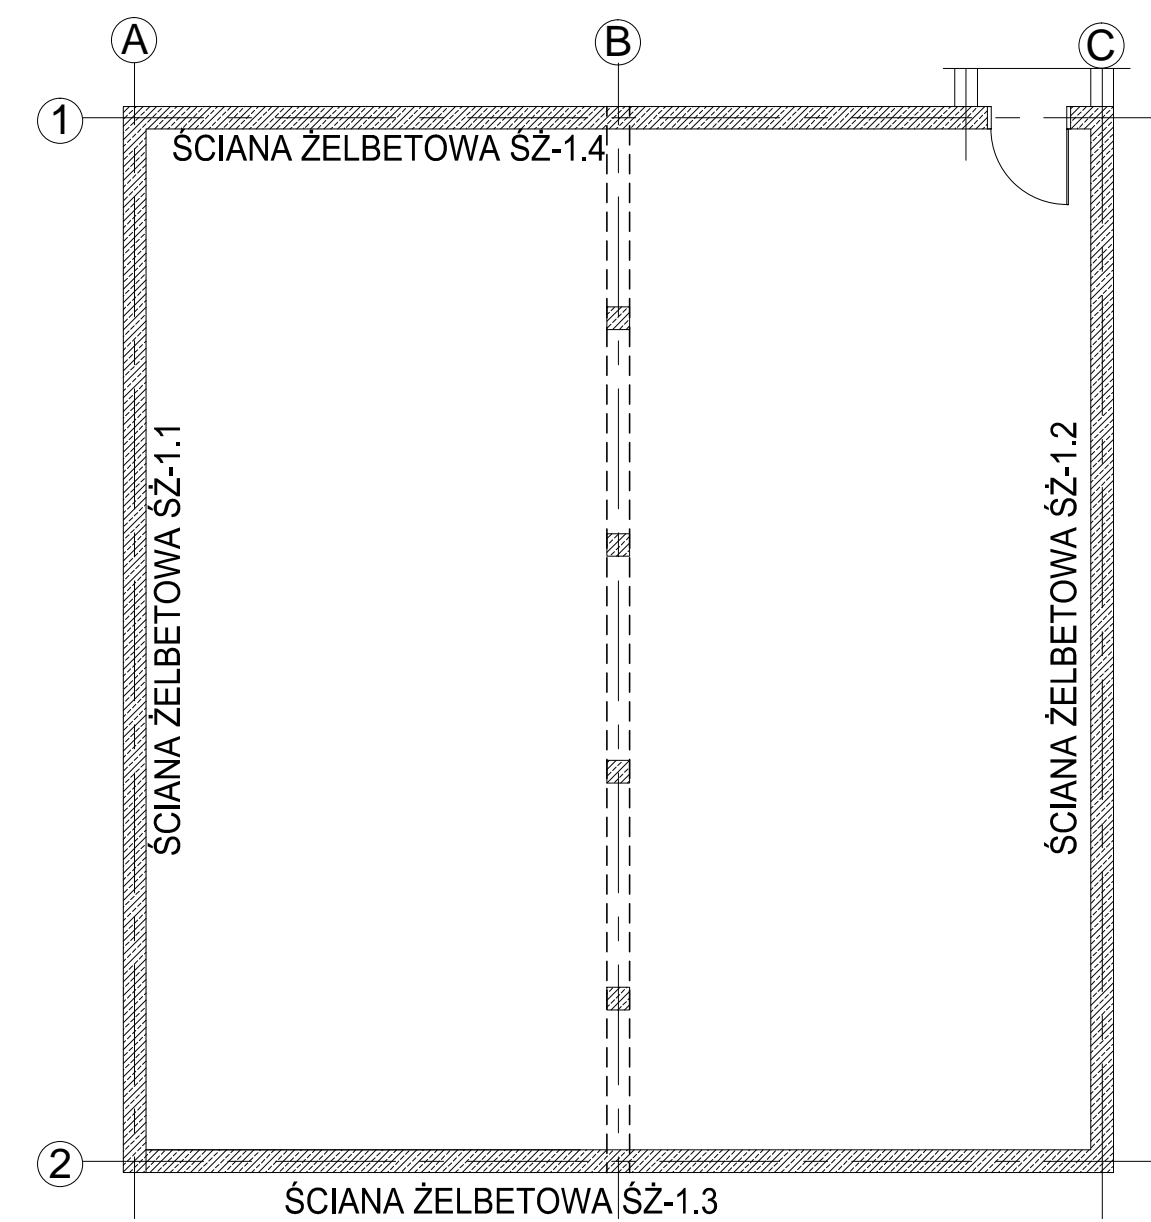 A
B
C
1
ŚCIANA ŻELBETOWA ŚŻ-1.4
ŚCIANA ŻELBETOWA ŚŻ-1.1
ŚCIANA ŻELBETOWA ŚŻ-1.2
2
ŚCIANA ŻELBETOWA ŚŻ-1.3